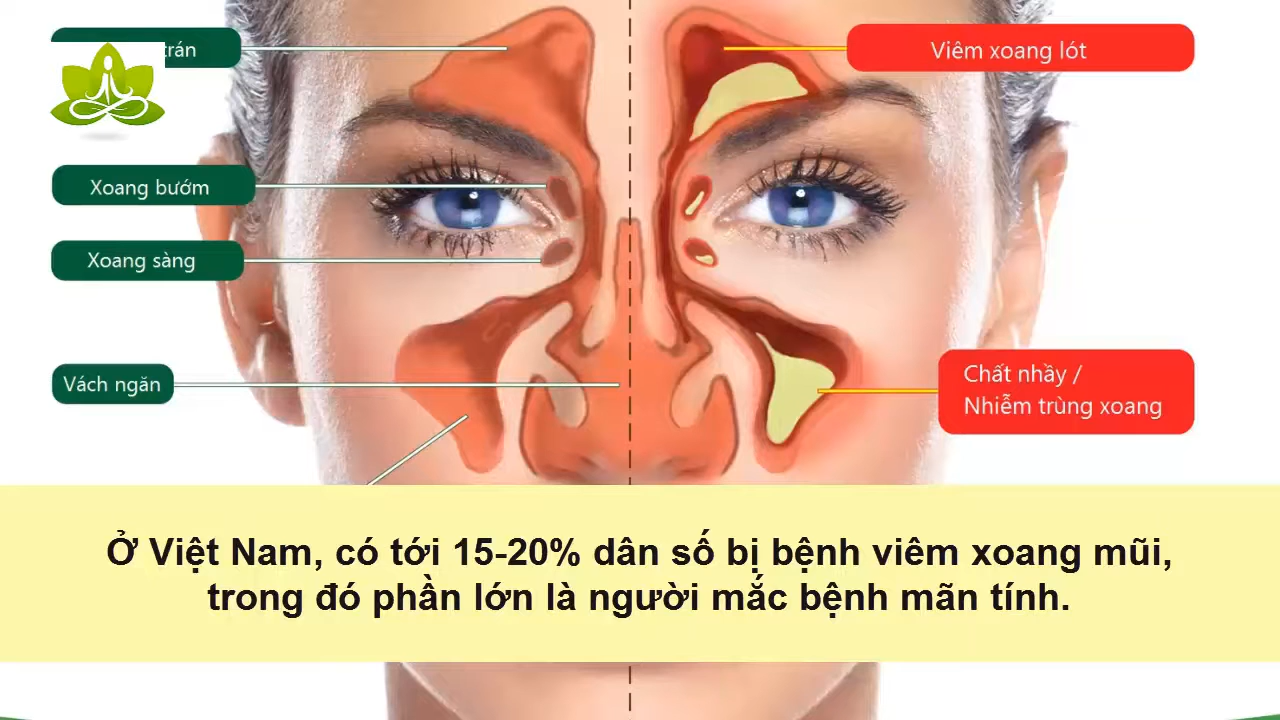 trán
Viêm xoang lót
Xoang bướm
Xoang sàng
Vách ngăn
Chất nhầy /
Nhiễm trùng xoang
Ở Việt Nam, có tới 15-20% dân số bị bệnh viêm xoang mũi,
trong đó phần lớn là người mắc bệnh mãn tính.